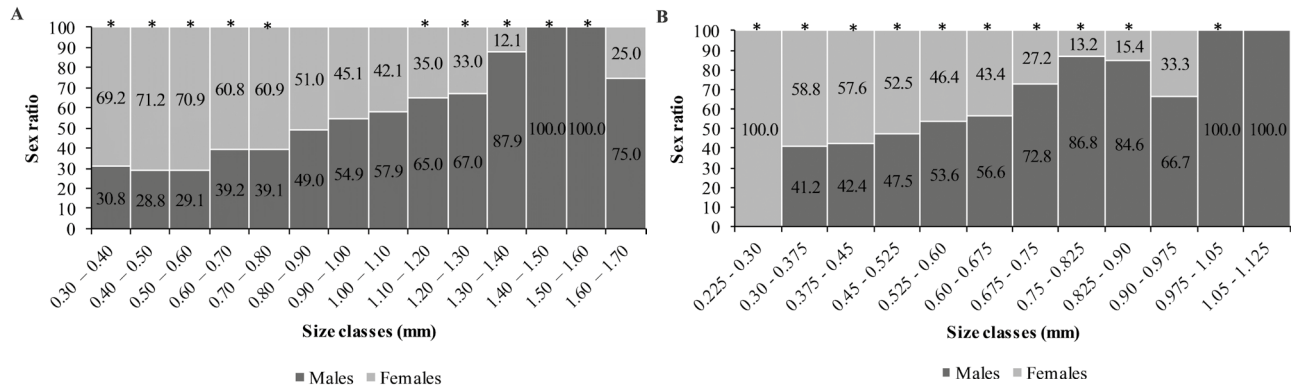 A
* * * * * * * * * *
Sex ratio
100
90
80
70
60
50
40
30
20
10
0
69.2 71.2 70.9 60.8 60.9 51.0 45.1 42.1 35.0 33.0 12.1 25.0
30.8 28.8 29.1 39.2 39.1 49.0 54.9 57.9 65.0 67.0 87.9 100.0 100.0 75.0
0.30 – 0.40
0.40 – 0.50
0.50 – 0.60
0.60 – 0.70
0.70 – 0.80
0.80 – 0.90
0.90 – 1.00
1.00 – 1.10
1.10 – 1.20
1.20 – 1.30
1.30 – 1.40
1.40 – 1.50
1.50 – 1.60
1.60 – 1.70
Size classes (mm)
Males Females
B
* * * * * * * * * *
Sex ratio
100
90
80
70
60
50
40
30
20
10
0
100.0 58.8 57.6 52.5 46.4 43.4 27.2 13.2 15.4 33.3
41.2 42.4 47.5 53.6 56.6 72.8 86.8 84.6 66.7 100.0 100.0
0.225 - 0.30
0.30 - 0.375
0.375 - 0.45
0.45 - 0.525
0.525 - 0.60
0.60 - 0.675
0.675 - 0.75
0.75 - 0.825
0.825 - 0.90
0.90 - 0.975
0.975 - 1.05
1.05 - 1.125
Size classes (mm)
Males Females